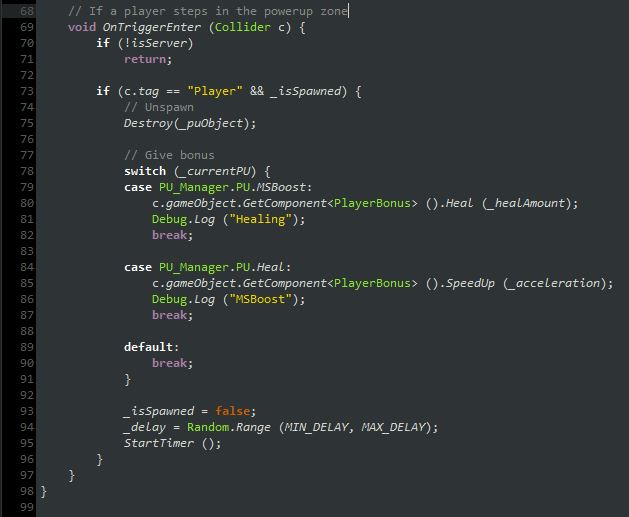 68 // If a player steps in the powerup zone
69 void OnTriggerEnter (Collider c) {
70 if (!isServer)
71 return;
72
73 if (c.tag == "Player" && _isSpawned) {
74 // Unspawn
75 Destroy(_puObject);
76
77 // Give bonus
78 switch (_currentPU) {
79 case PU_Manager.PU.MSBoost:
80 c.gameObject.GetComponent<PlayerBonus> ().Heal (_healAmount);
81 Debug.Log ("Healing");
82 break;
83
84 case PU_Manager.PU.Heal:
85 c.gameObject.GetComponent<PlayerBonus> ().SpeedUp (_acceleration);
86 Debug.Log ("MSBoost");
87 break;
88
89 default:
90 break;
91 }
92
93 _isSpawned = false;
94 _delay = Random.Range (MIN_DELAY, MAX_DELAY);
95 StartTimer ();
96 }
97 }
98 }
99